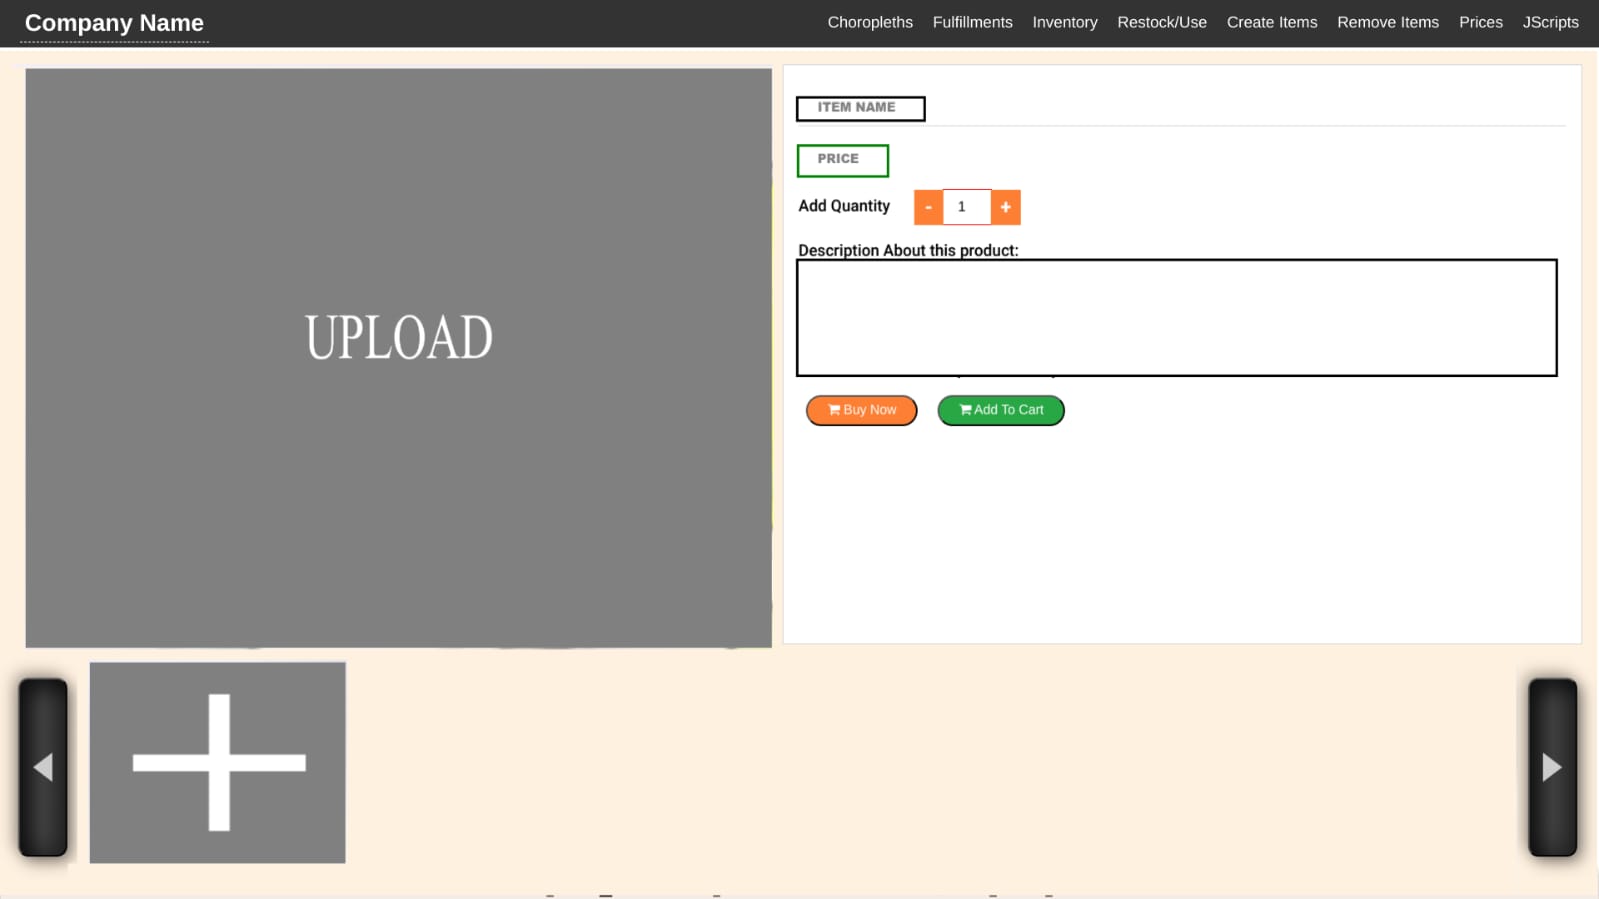 Company Name
Choropleths Fulfillments Inventory Restock/Use Create Items Remove Items Prices JScripts
ITEM NAME
PRICE
Add Quantity - 1 +
Description About this product:
UPLOAD
Buy Now Add To Cart